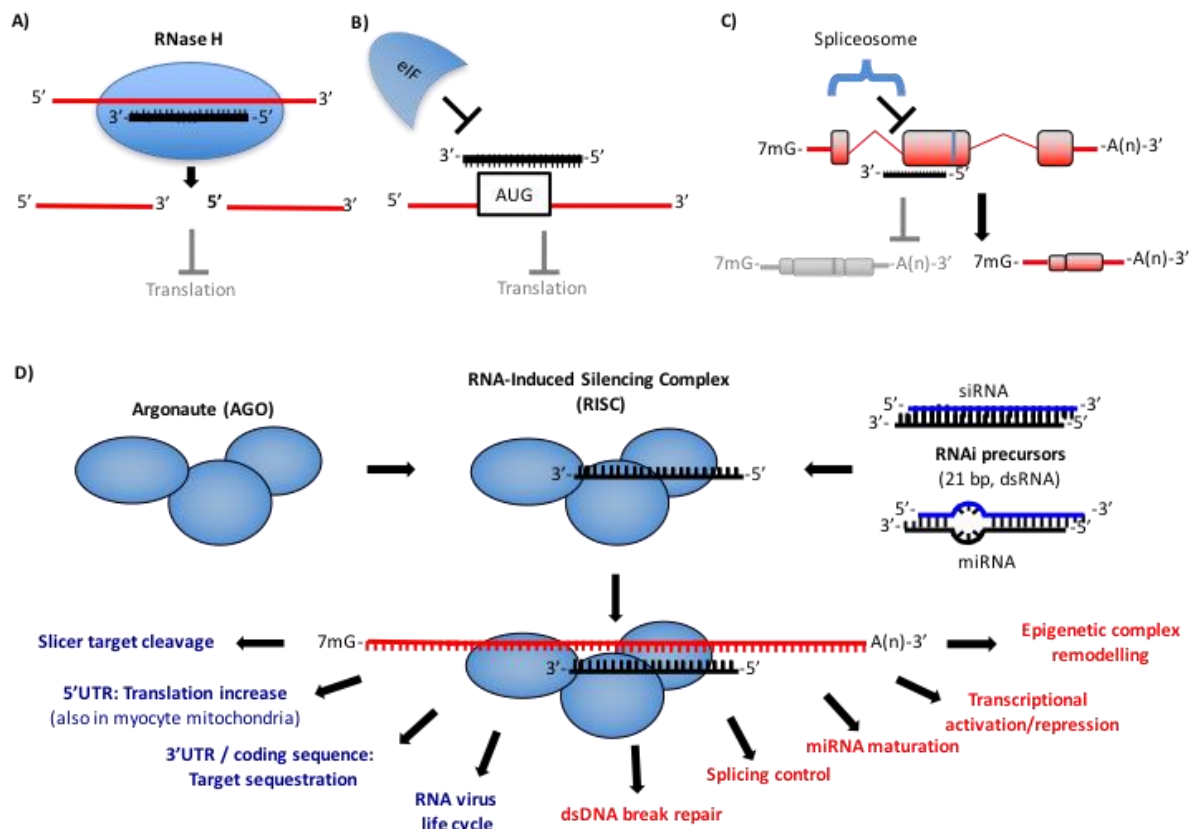 A)
RNase H
5’
3’
3’-
-5’
5’
3’
5’
3’
Translation
B)
eIF
3’-
-5’
AUG
5’
3’
Translation
C)
Spliceosome
7mG-
-A(n)-3’
-5’
7mG-
-A(n)-3’
7mG-
-A(n)-3’
D)
Argonaute (AGO)
RNA-Induced Silencing Complex
(RISC)
3’-
-5’
siRNA
5’-
-3’
3’-
-5’
RNAi precursors
(21 bp, dsRNA)
5’-
-3’
3’-
-5’
miRNA
7mG-
A(n)-3’
3’-
-5’
Slicer target cleavage
5’UTR: Translation increase
(also in myocyte mitochondria)
3’UTR / coding sequence:
Target sequestration
RNA virus
life cycle
dsDNA break repair
Splicing control
miRNA maturation
Transcriptional
activation/repression
Epigenetic complex
remodelling